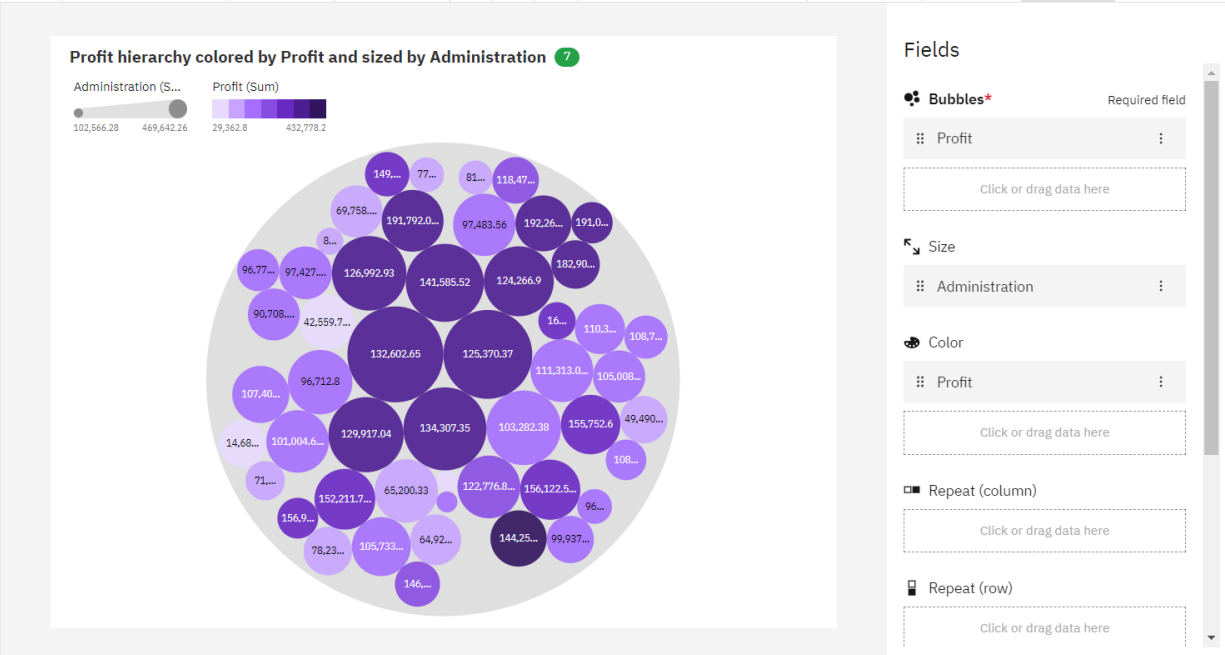 Profit hierarchy colored by Profit and sized by Administration 7
Administration (S... Profit (Sum)
102,566.28 469,642.26 29,362.8 432,778.2
149,... 77... 81... 118,47...
69,758.... 191,792.0... 97,483.56 192,26... 191,0...
8...
96,77... 97,427.... 126,992.93 141,585.52 124,266.9 182,90...
90,708.... 42,559.7... 16... 110,3... 108,7...
132,602.65 125,370.37
107,40... 96,712.8 111,313.0... 105,008...
14,68... 101,004.6... 129,917.04 134,307.35 103,282.38 155,752.6 49,490...
108...
71,... 65,200.33 122,776.8... 156,122.5...
152,211.7... 96...
156,9...
78,23... 105,733... 64,92... 144,25... 99,937...
146,...
Fields
Bubbles* Required field
Profit
Click or drag data here
Size
Administration
Color
Profit
Click or drag data here
Repeat (column)
Click or drag data here
Repeat (row)
Click or drag data here